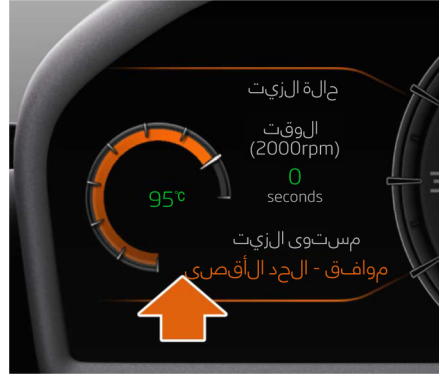 حالة الزيت
الوقت
(2000rpm)
0
seconds
95°C
مستوى الزيت
موافق - الحد الأقصى